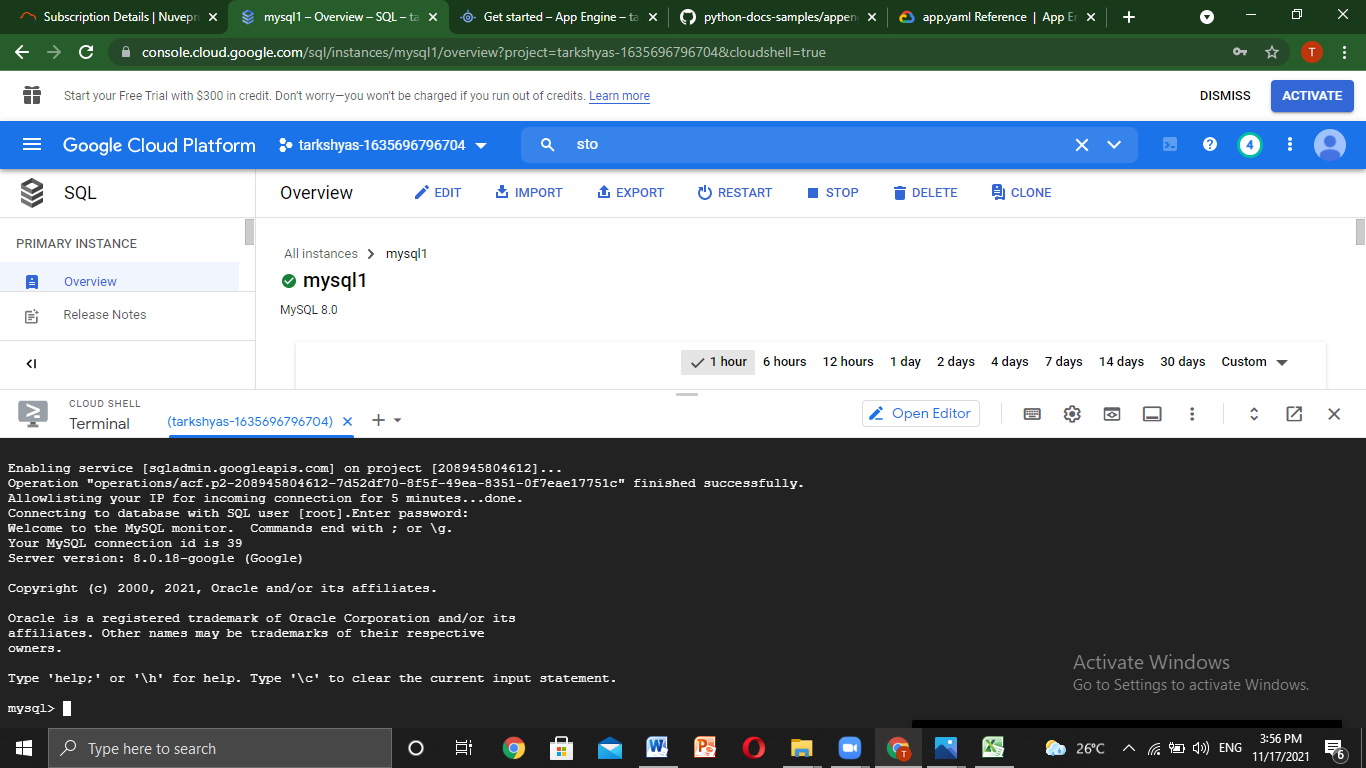 Subscription Details | Nuvepr
mysql1 – Overview – SQL – ta
Get started – App Engine – ta
python-docs-samples/appen
app.yaml Reference | App En
console.cloud.google.com/sql/instances/mysql1/overview?project=tarkshyas-1635696796704&cloudshell=true
T
Start your Free Trial with $300 in credit. Don't worry—you won't be charged if you run out of credits. Learn more
DISMISS
ACTIVATE
Google Cloud Platform
tarkshyas-1635696796704
sto
4
SQL
Overview
EDIT
IMPORT
EXPORT
RESTART
STOP
DELETE
CLONE
PRIMARY INSTANCE
Overview
Release Notes
All instances
mysql1
mysql1
MySQL 8.0
1 hour
6 hours
12 hours
1 day
2 days
4 days
7 days
14 days
30 days
Custom
CLOUD SHELL
Terminal
(tarkshyas-1635696796704)
Open Editor
Enabling service [sqladmin.googleapis.com] on project [208945804612]...
Operation "operations/acf.p2-208945804612-7d52df70-8f5f-49ea-8351-0f7eae17751c" finished successfully.
Allowlisting your IP for incoming connection for 5 minutes...done.
Connecting to database with SQL user [root].Enter password:
Welcome to the MySQL monitor.  Commands end with ; or \g.
Your MySQL connection id is 39
Server version: 8.0.18-google (Google)
Copyright (c) 2000, 2021, Oracle and/or its affiliates.
Oracle is a registered trademark of Oracle Corporation and/or its
affiliates. Other names may be trademarks of their respective
owners.
Type 'help;' or '\h' for help. Type '\c' to clear the current input statement.
mysql>
Activate Windows
Go to Settings to activate Windows.
Type here to search
26°C
ENG
3:56 PM
11/17/2021
6